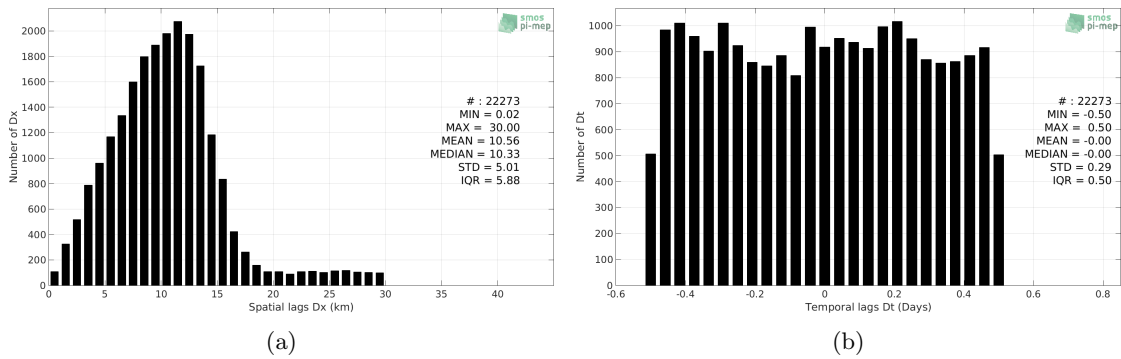 smos
pi-mep
2000
1800
1600
1400
1200
1000
800
600
400
200
0
Number of Dx
# : 22273
MIN = 0.02
MAX = 30.00
MEAN = 10.56
MEDIAN = 10.33
STD = 5.01
IQR = 5.88
0 5 10 15 20 25 30 35 40
Spatial lags Dx (km)
(a)
smos
pi-mep
1000
900
800
700
600
500
400
300
200
100
0
Number of Dt
# : 22273
MIN = -0.50
MAX = 0.50
MEAN = -0.00
MEDIAN = -0.00
STD = 0.29
IQR = 0.50
-0.6 -0.4 -0.2 0 0.2 0.4 0.6 0.8
Temporal lags Dt (Days)
(b)